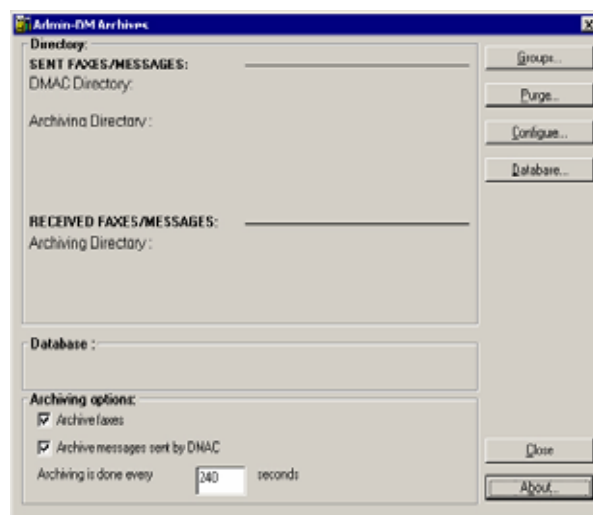 Admin-DM Archives
Directory:
SENT FAXES/MESSAGES:
DMAC Directory:
Archiving Directory :
RECEIVED FAXES/MESSAGES:
Archiving Directory :
Database :
Archiving options:
Archive faxes
Archive messages sent by DMAC
Archiving is done every 240 seconds
Groups...
Purge...
Configure...
Database...
Close
About...